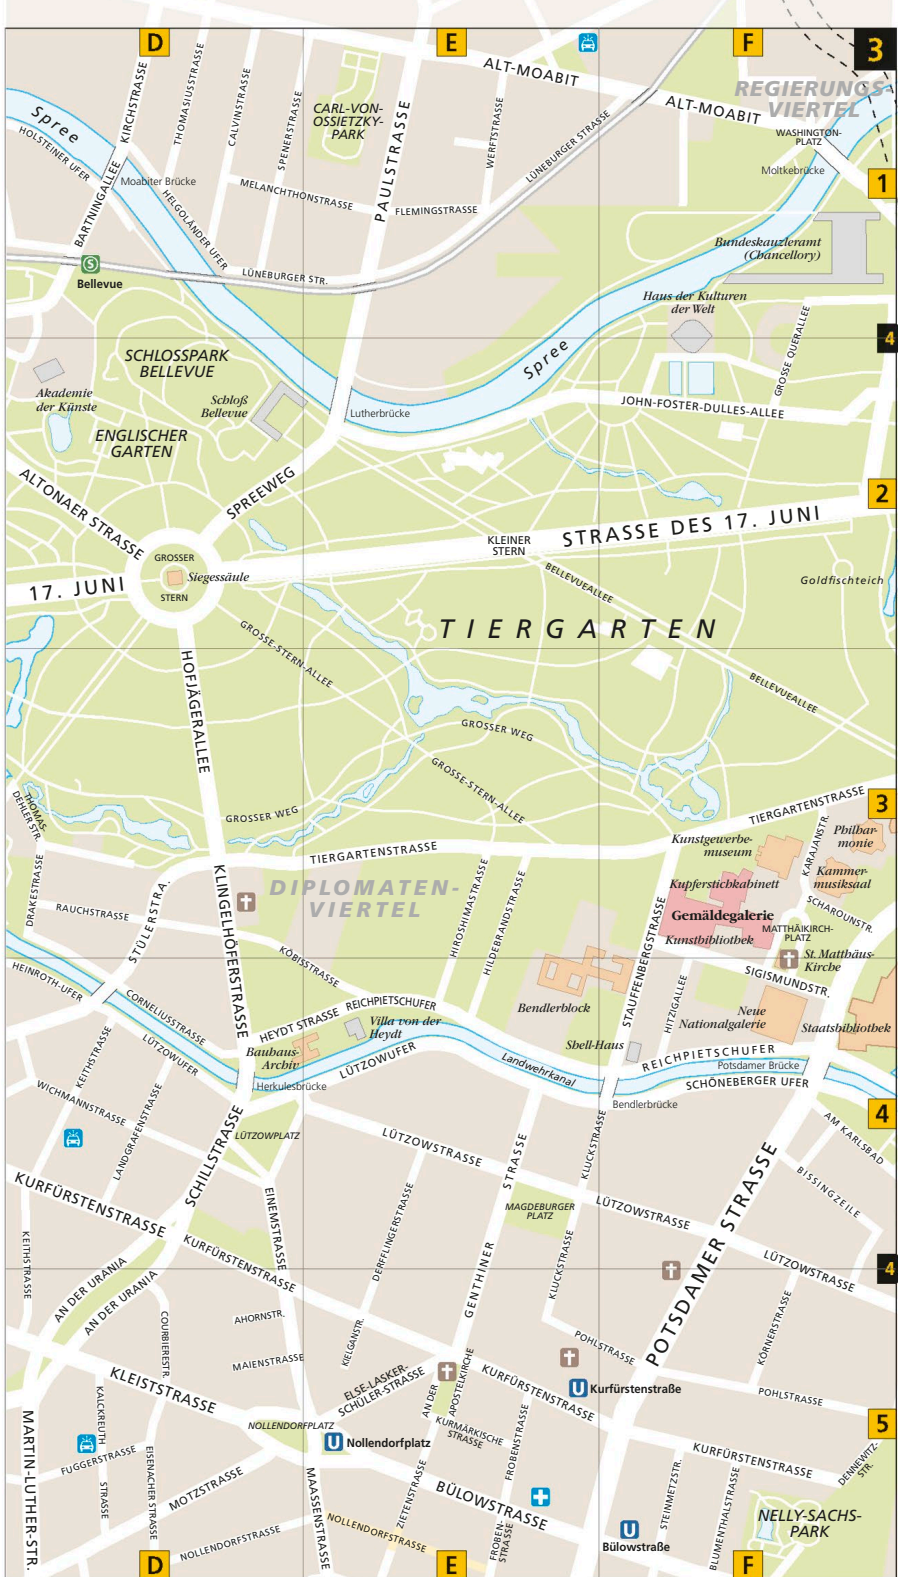 D
E
F
3
ALT-MOABIT
ALT-MOABIT
REGIERUNGS-
VIERTEL
WASHINGTON-
PLATZ
Spree
HOLSTEINER UFER
KIRCHSTRASSE
THOMASIUSSTRASSE
CALVINSTRASSE
SPENERSTRASSE
CARL-VON-
OSSIETZKY-
PARK
PAULSTRASSE
WERFTSTRASSE
LÜNEBURGER STRASSE
Moltkebrücke
1
Moabiter Brücke
BARTNINGALLEE
HELGOLÄNDER UFER
MELANCHTHONSTRASSE
FLEMINGSTRASSE
S
Bellevue
LÜNEBURGER STR.
Bundeskauzleramt
(Chancellory)
Haus der Kulturen
der Welt
GROSSE QUERALLEE
4
SCHLOSSPARK
BELLEVUE
Akademie
der Künste
Schloß
Bellevue
Lutherbrücke
Spree
JOHN-FOSTER-DULLES-ALLEE
ENGLISCHER
GARTEN
ALTONAER STRASSE
SPREEWEG
2
KLEINER
STERN
STRASSE DES 17. JUNI
GROSSER
STERN
Siegessäule
17. JUNI
BELLEVUEALLEE
Goldfischteich
TIERGARTEN
GROSSE-STERN-ALLEE
HOFJÄGERALLEE
BELLEVUEALLEE
GROSSER WEG
GROSSE-STERN-ALLEE
THOMAS-
DEHLER STR.
GROSSER WEG
3
TIERGARTENSTRASSE
TIERGARTENSTRASSE
Kunstgewerbe-
museum
KARAJANSTR.
Philhar-
monie
Kammer-
musiksaal
DRAKESTRASSE
RAUCHSTRASSE
STÜLERSTRA.
KLINGELHÖFERSTRASSE
DIPLOMATEN-
VIERTEL
HIROSHIMASTRASSE
HILDEBRANDSTRASSE
STAUFFENBERGSTRASSE
Kupferstichkabinett
Gemäldegalerie
Kunstbibliothek
MATTHÄIKIRCH-
PLATZ
SCHAROUNSTR.
St. Matthäus-
Kirche
SIGISMUNDSTR.
KÖBISSTRASSE
HEINROTH-UFER
CORNELIUSSTRASSE
LÜTZOWUFER
HEYDT STRASSE
REICHPIETSCHUFER
Villa von der
Heydt
Bauhaus-
Archiv
LÜTZOWUFER
Herkulesbrücke
Landwehrkanal
Bendlerblock
Shell-Haus
HITZIGALLEE
Neue
Nationalgalerie
Staatsbibliothek
REICHPIETSCHUFER
Potsdamer Brücke
SCHÖNEBERGER UFER
Bendlerbrücke
4
KEITHSTRASSE
WICHMANNSTRASSE
LANDGRAFENSTRASSE
SCHILLSTRASSE
LÜTZOWPLATZ
LÜTZOWSTRASSE
KLUCKSTRASSE
AM KARLSBAD
BISSINGZEILE
KURFÜRSTENSTRASSE
EINEMSTRASSE
DERFFLINGERSTRASSE
GENTHINER STRASSE
MAGDEBURGER
PLATZ
LÜTZOWSTRASSE
POTSDAMER STRASSE
LÜTZOWSTRASSE
KEITHSTRASSE
AN DER URANIA
AN DER URANIA
KURFÜRSTENSTRASSE
KLUCKSTRASSE
4
COURBIERESTR.
AHORNSTR.
MAIENSTRASSE
KIELGANSTR.
ELSE-LASKER-
SCHÜLER-STRASSE
AN DER
APOSTELKIRCHE
POHLSTRASSE
KÖRNERSTRASSE
POHLSTRASSE
KLEISTSTRASSE
KURFÜRSTENSTRASSE
U
Kurfürstenstraße
MARTIN-LUTHER-STR.
KALCKREUTH
STRASSE
FUGGERSTRASSE
EISENACHER STRASSE
MOTZSTRASSE
NOLLENDORFPLATZ
U
Nollendorfplatz
KURMÄRKISCHE
STRASSE
FROBENSTRASSE
KURFÜRSTENSTRASSE
DENNEWITZ-
STR.
5
NOLLENDORFSTRASSE
MAASSENSTRASSE
NOLLENDORFSTRASSE
ZIETENSTRASSE
BÜLOWSTRASSE
FROBEN-
STRASSE
U
Bülowstraße
STEINMETZSTR.
BLUMENTHALSTRASSE
NELLY-SACHS-
PARK
D
E
F